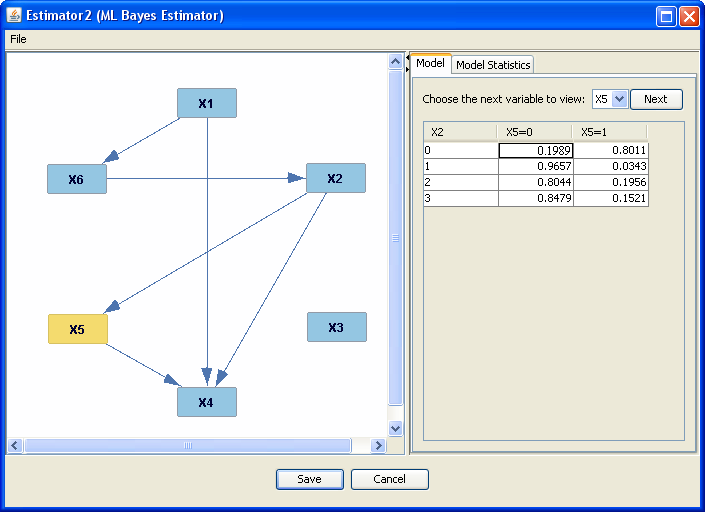 Estimator2 (ML Bayes Estimator)
File
X1
X6
X2
X5
X3
X4
Model
Model Statistics
Choose the next variable to view: X5 Next
X2 X5=0 X5=1
0 0.1989 0.8011
1 0.9657 0.0343
2 0.8044 0.1956
3 0.8479 0.1521
Save Cancel